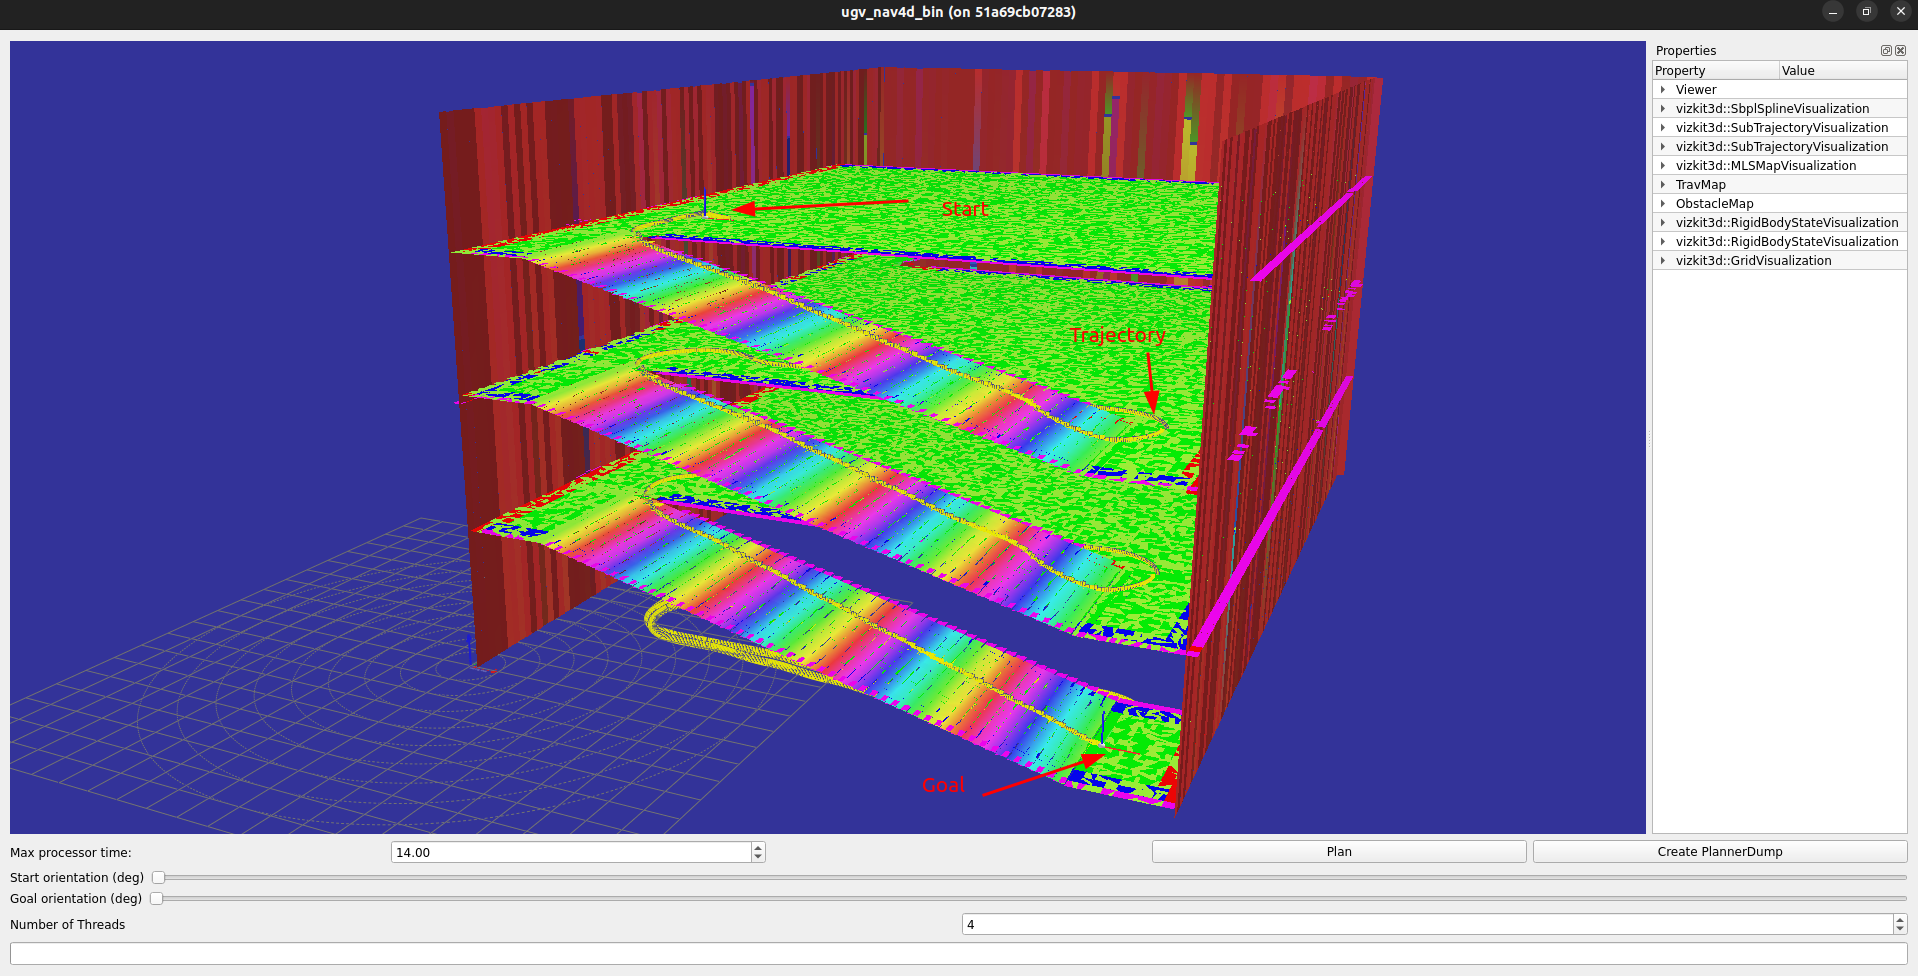 ugv_nav4d_bin (on 51a69cb07283)
Properties
Property Value
Viewer
vizkit3d::SbplSplineVisualization
vizkit3d::SubTrajectoryVisualization
vizkit3d::SubTrajectoryVisualization
vizkit3d::MLSMapVisualization
TravMap
ObstacleMap
vizkit3d::RigidBodyStateVisualization
vizkit3d::RigidBodyStateVisualization
vizkit3d::GridVisualization
Start
Trajectory
Goal
Max processor time: 14.00 Plan Create PlannerDump
Start orientation (deg)
Goal orientation (deg)
Number of Threads 4